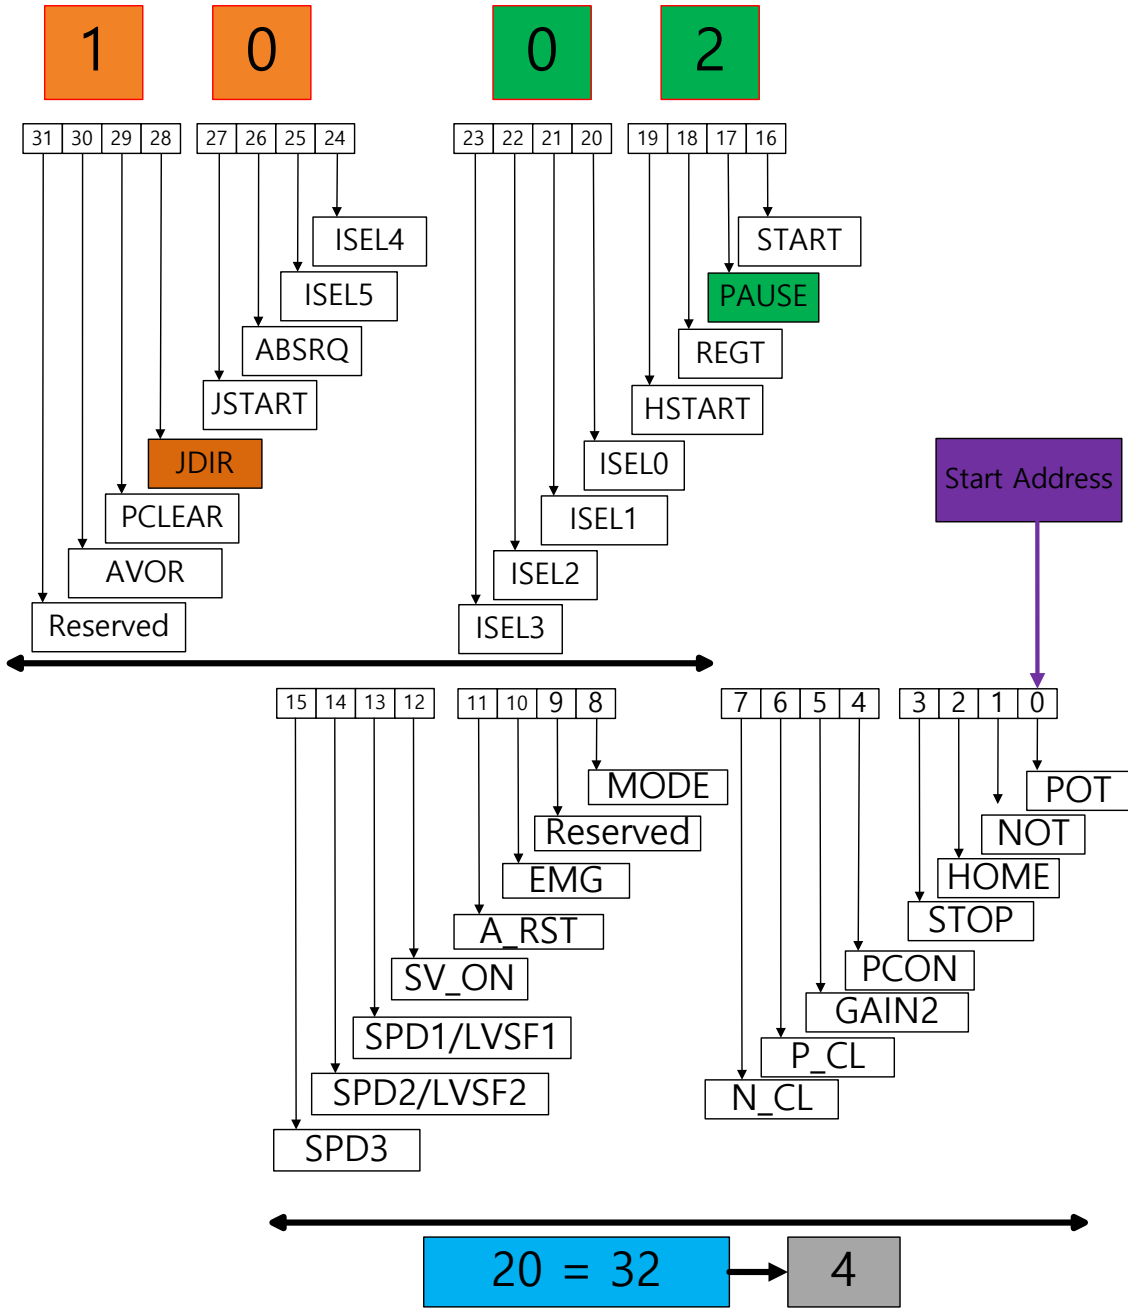 1 0 0 2
31 30 29 28 27 26 25 24 23 22 21 20 19 18 17 16
ISEL4 START
ISEL5 PAUSE
ABSRQ REGT
JSTART HSTART
JDIR ISEL0 Start Address
PCLEAR ISEL1
AVOR ISEL2
Reserved ISEL3
15 14 13 12 11 10 9 8 7 6 5 4 3 2 1 0
MODE POT
Reserved NOT
EMG HOME
A_RST STOP
SV_ON PCON
SPD1/LVSF1 GAIN2
P_CL
SPD2/LVSF2 N_CL
SPD3
20 = 32 4